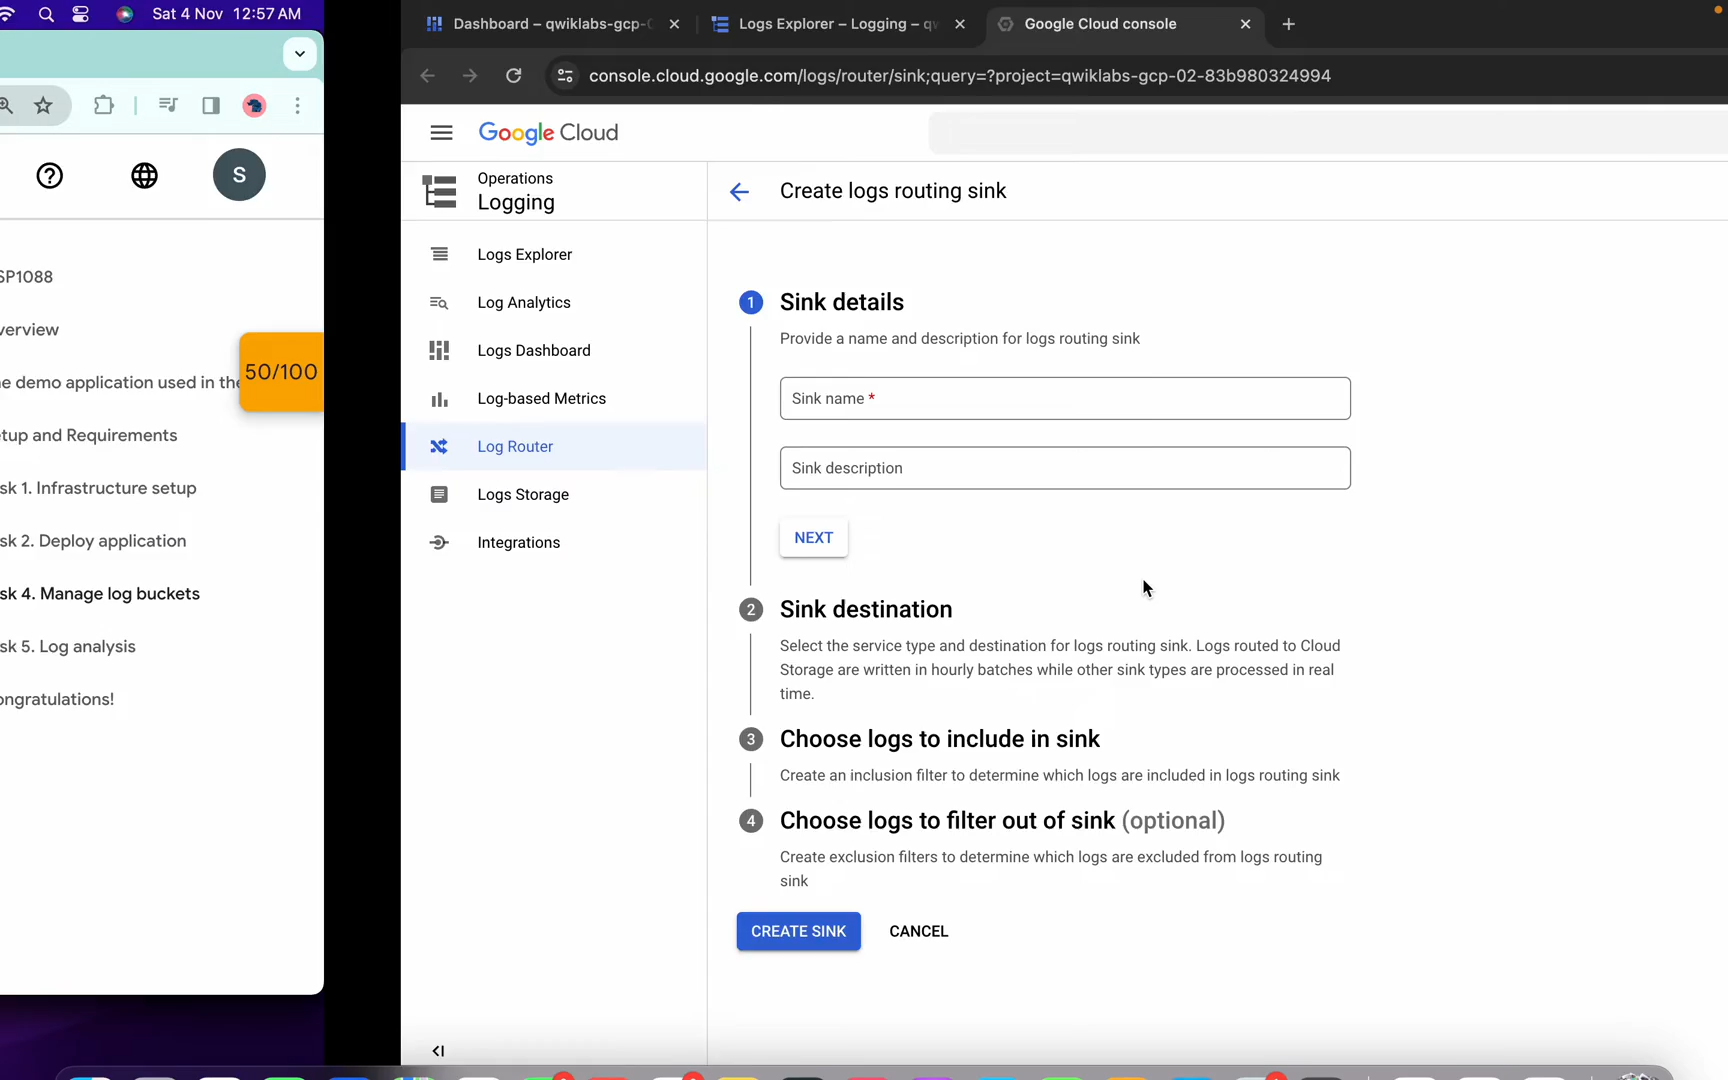 Sat 4 Nov 12:57 AM
S
SP1088
verview
e demo application used in the
50/100
etup and Requirements
sk 1. Infrastructure setup
sk 2. Deploy application
sk 4. Manage log buckets
sk 5. Log analysis
ongratulations!
Dashboard – qwiklabs-gcp-
Logs Explorer – Logging – qw
Google Cloud console
console.cloud.google.com/logs/router/sink;query=?project=qwiklabs-gcp-02-83b980324994
Google Cloud
Operations
Logging
Logs Explorer
Log Analytics
Logs Dashboard
Log-based Metrics
Log Router
Logs Storage
Integrations
Create logs routing sink
1 Sink details
Provide a name and description for logs routing sink
Sink name *
Sink description
NEXT
2 Sink destination
Select the service type and destination for logs routing sink. Logs routed to Cloud
Storage are written in hourly batches while other sink types are processed in real
time.
3 Choose logs to include in sink
Create an inclusion filter to determine which logs are included in logs routing sink
4 Choose logs to filter out of sink (optional)
Create exclusion filters to determine which logs are excluded from logs routing
sink
CREATE SINK CANCEL